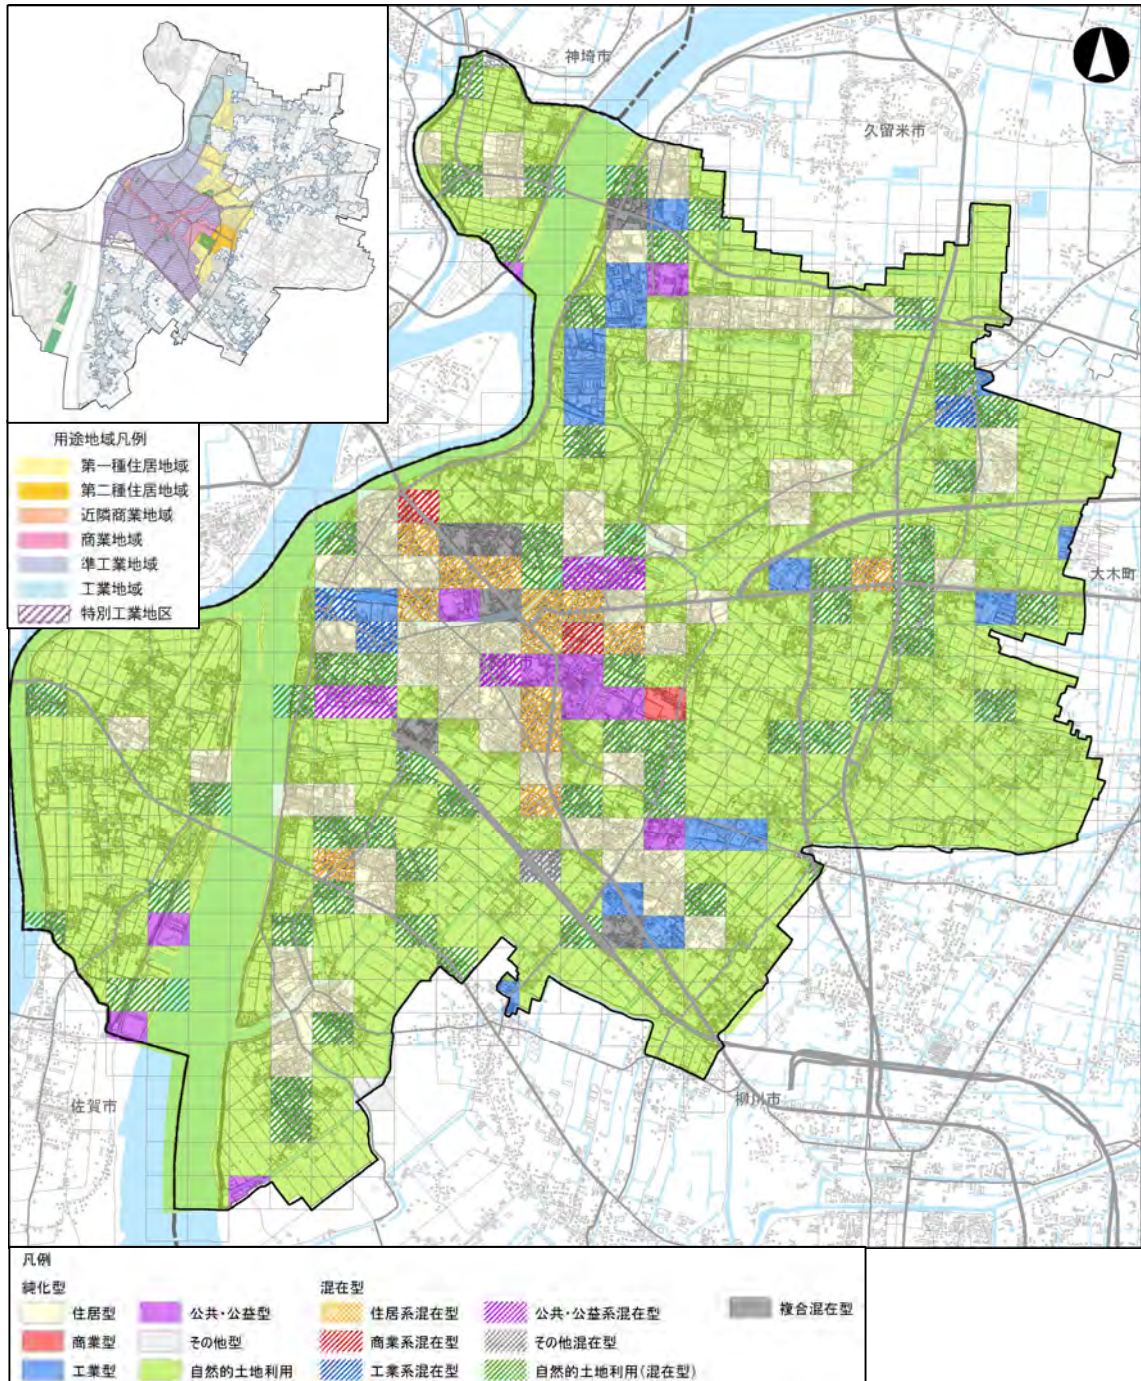 神埼市
久留米市
用途地域凡例
第一種住居地域
第二種住居地域
近隣商業地域
商業地域
準工業地域
工業地域
特別工業地区
大木町
佐賀市
柳川市
凡例
純化型
混在型
住居型
公共・公益型
住居系混在型
公共・公益系混在型
複合混在型
商業型
その他型
商業系混在型
その他混在型
工業型
自然的土地利用
工業系混在型
自然的土地利用(混在型)